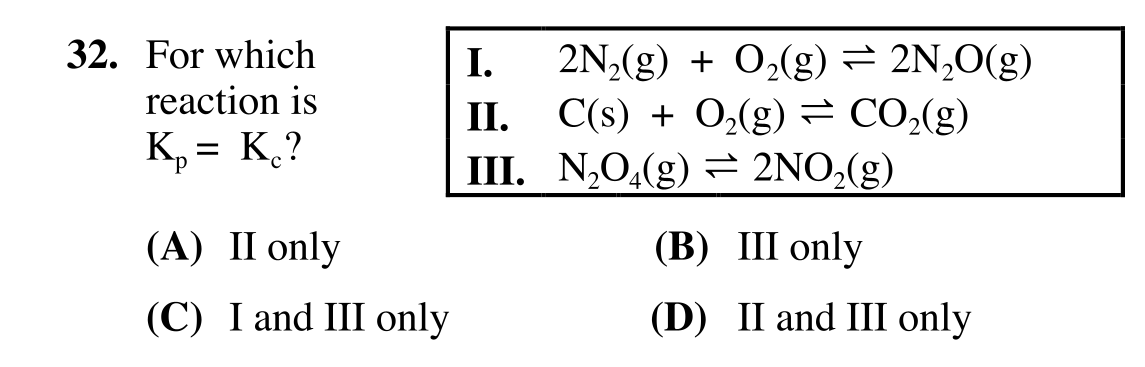 32. For which
reaction is
Kₚ = K꜀?
I. 2N₂(g) + O₂(g) ⇌ 2N₂O(g)
II. C(s) + O₂(g) ⇌ CO₂(g)
III. N₂O₄(g) ⇌ 2NO₂(g)
(A) II only (B) III only
(C) I and III only (D) II and III only